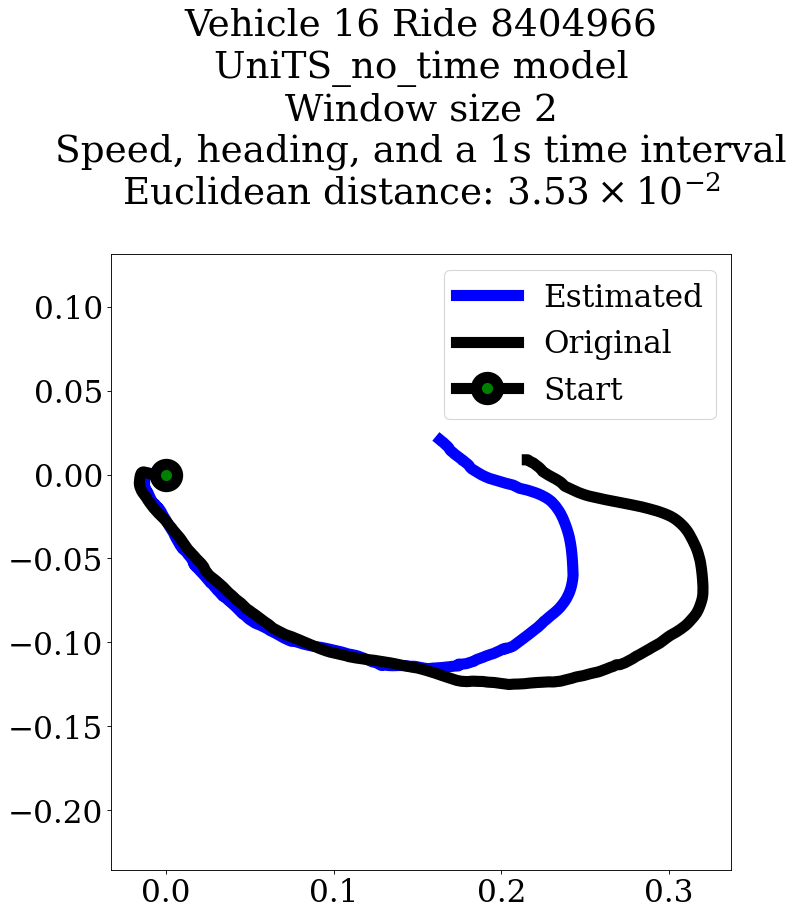 Vehicle 16 Ride 8404966
UniTS_no_time model
Window size 2
Speed, heading, and a 1s time interval
Euclidean distance: 3.53 × 10⁻²
Estimated
Original
Start
0.10
0.05
0.00
−0.05
−0.10
−0.15
−0.20
0.0 0.1 0.2 0.3